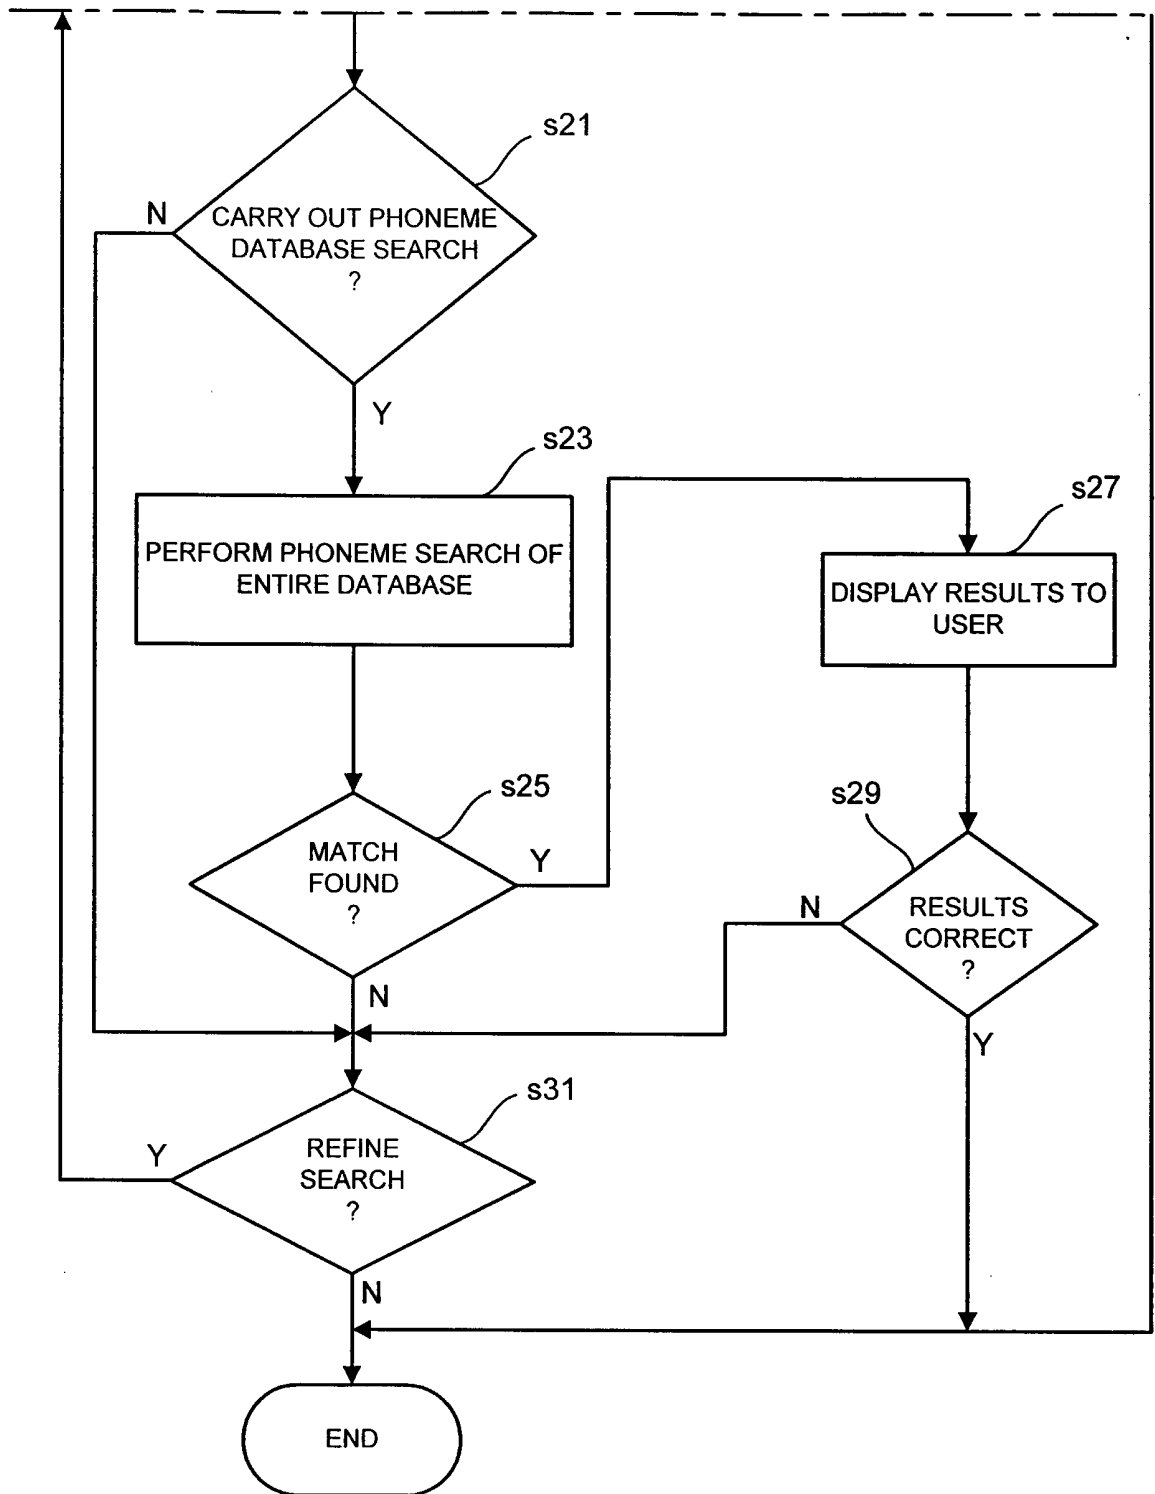 s21
N
CARRY OUT PHONEME
DATABASE SEARCH
?
Y
s23
PERFORM PHONEME SEARCH OF
ENTIRE DATABASE
s27
DISPLAY RESULTS TO
USER
s25
MATCH
FOUND
?
Y
N
s29
N
RESULTS
CORRECT
?
Y
s31
Y
REFINE
SEARCH
?
N
END